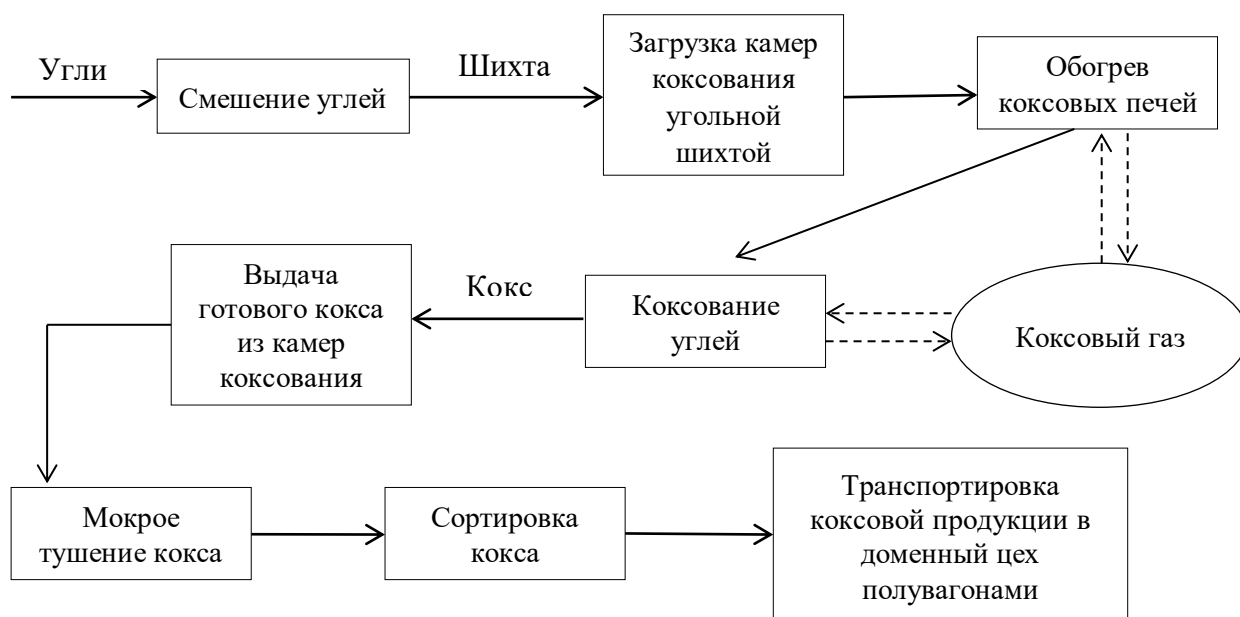 Угли
Смешение углей
Шихта
Загрузка камер
коксования
угольной
шихтой
Обогрев
коксовых печей
Выдача
готового кокса
из камер
коксования
Кокс
Коксование
углей
Коксовый газ
Мокрое
тушение кокса
Сортировка
кокса
Транспортировка
коксовой продукции в
доменный цех
полувагонами